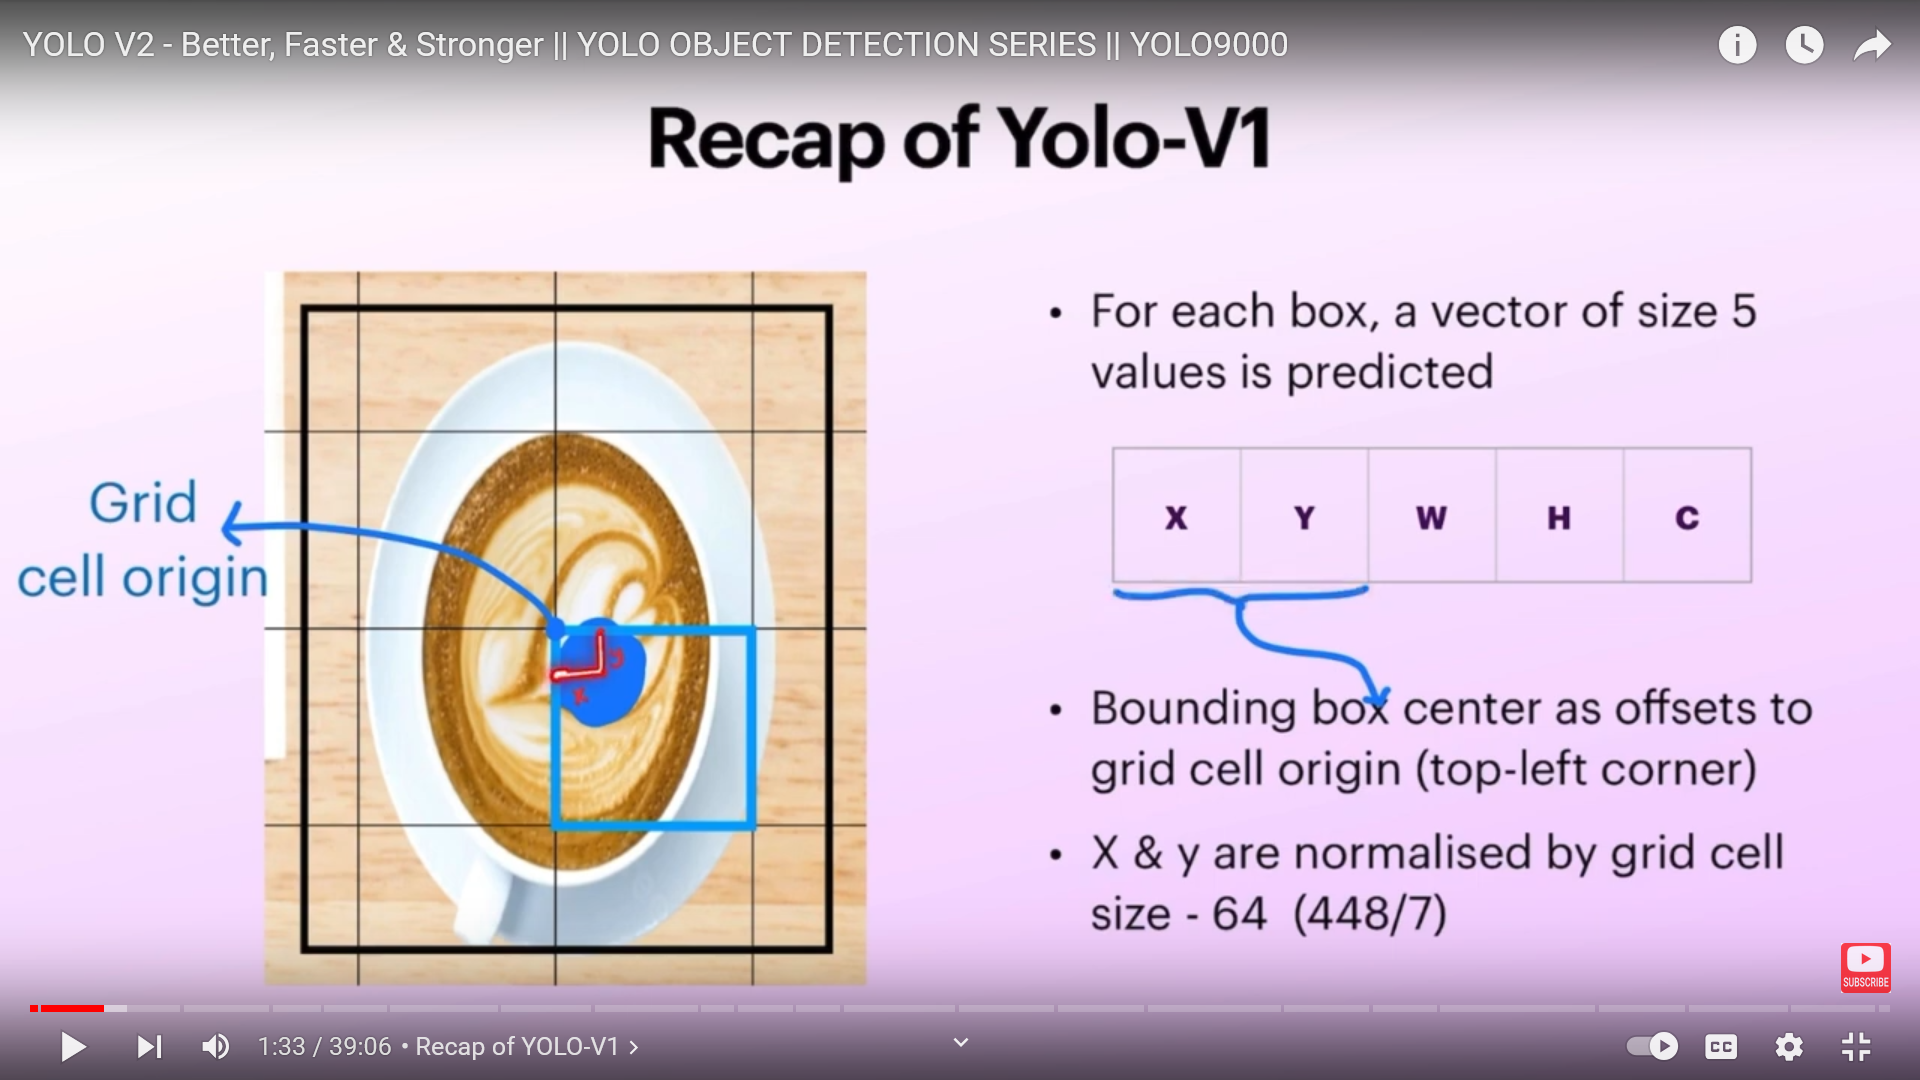 YOLO V2 - Better, Faster & Stronger || YOLO OBJECT DETECTION SERIES || YOLO9000
Recap of Yolo-V1
Grid
cell origin
y
x
• For each box, a vector of size 5
values is predicted
X Y W H C
• Bounding box center as offsets to
grid cell origin (top-left corner)
• X & y are normalised by grid cell
size - 64 (448/7)
SUBSCRIBE
1:33 / 39:06 • Recap of YOLO-V1 >
CC